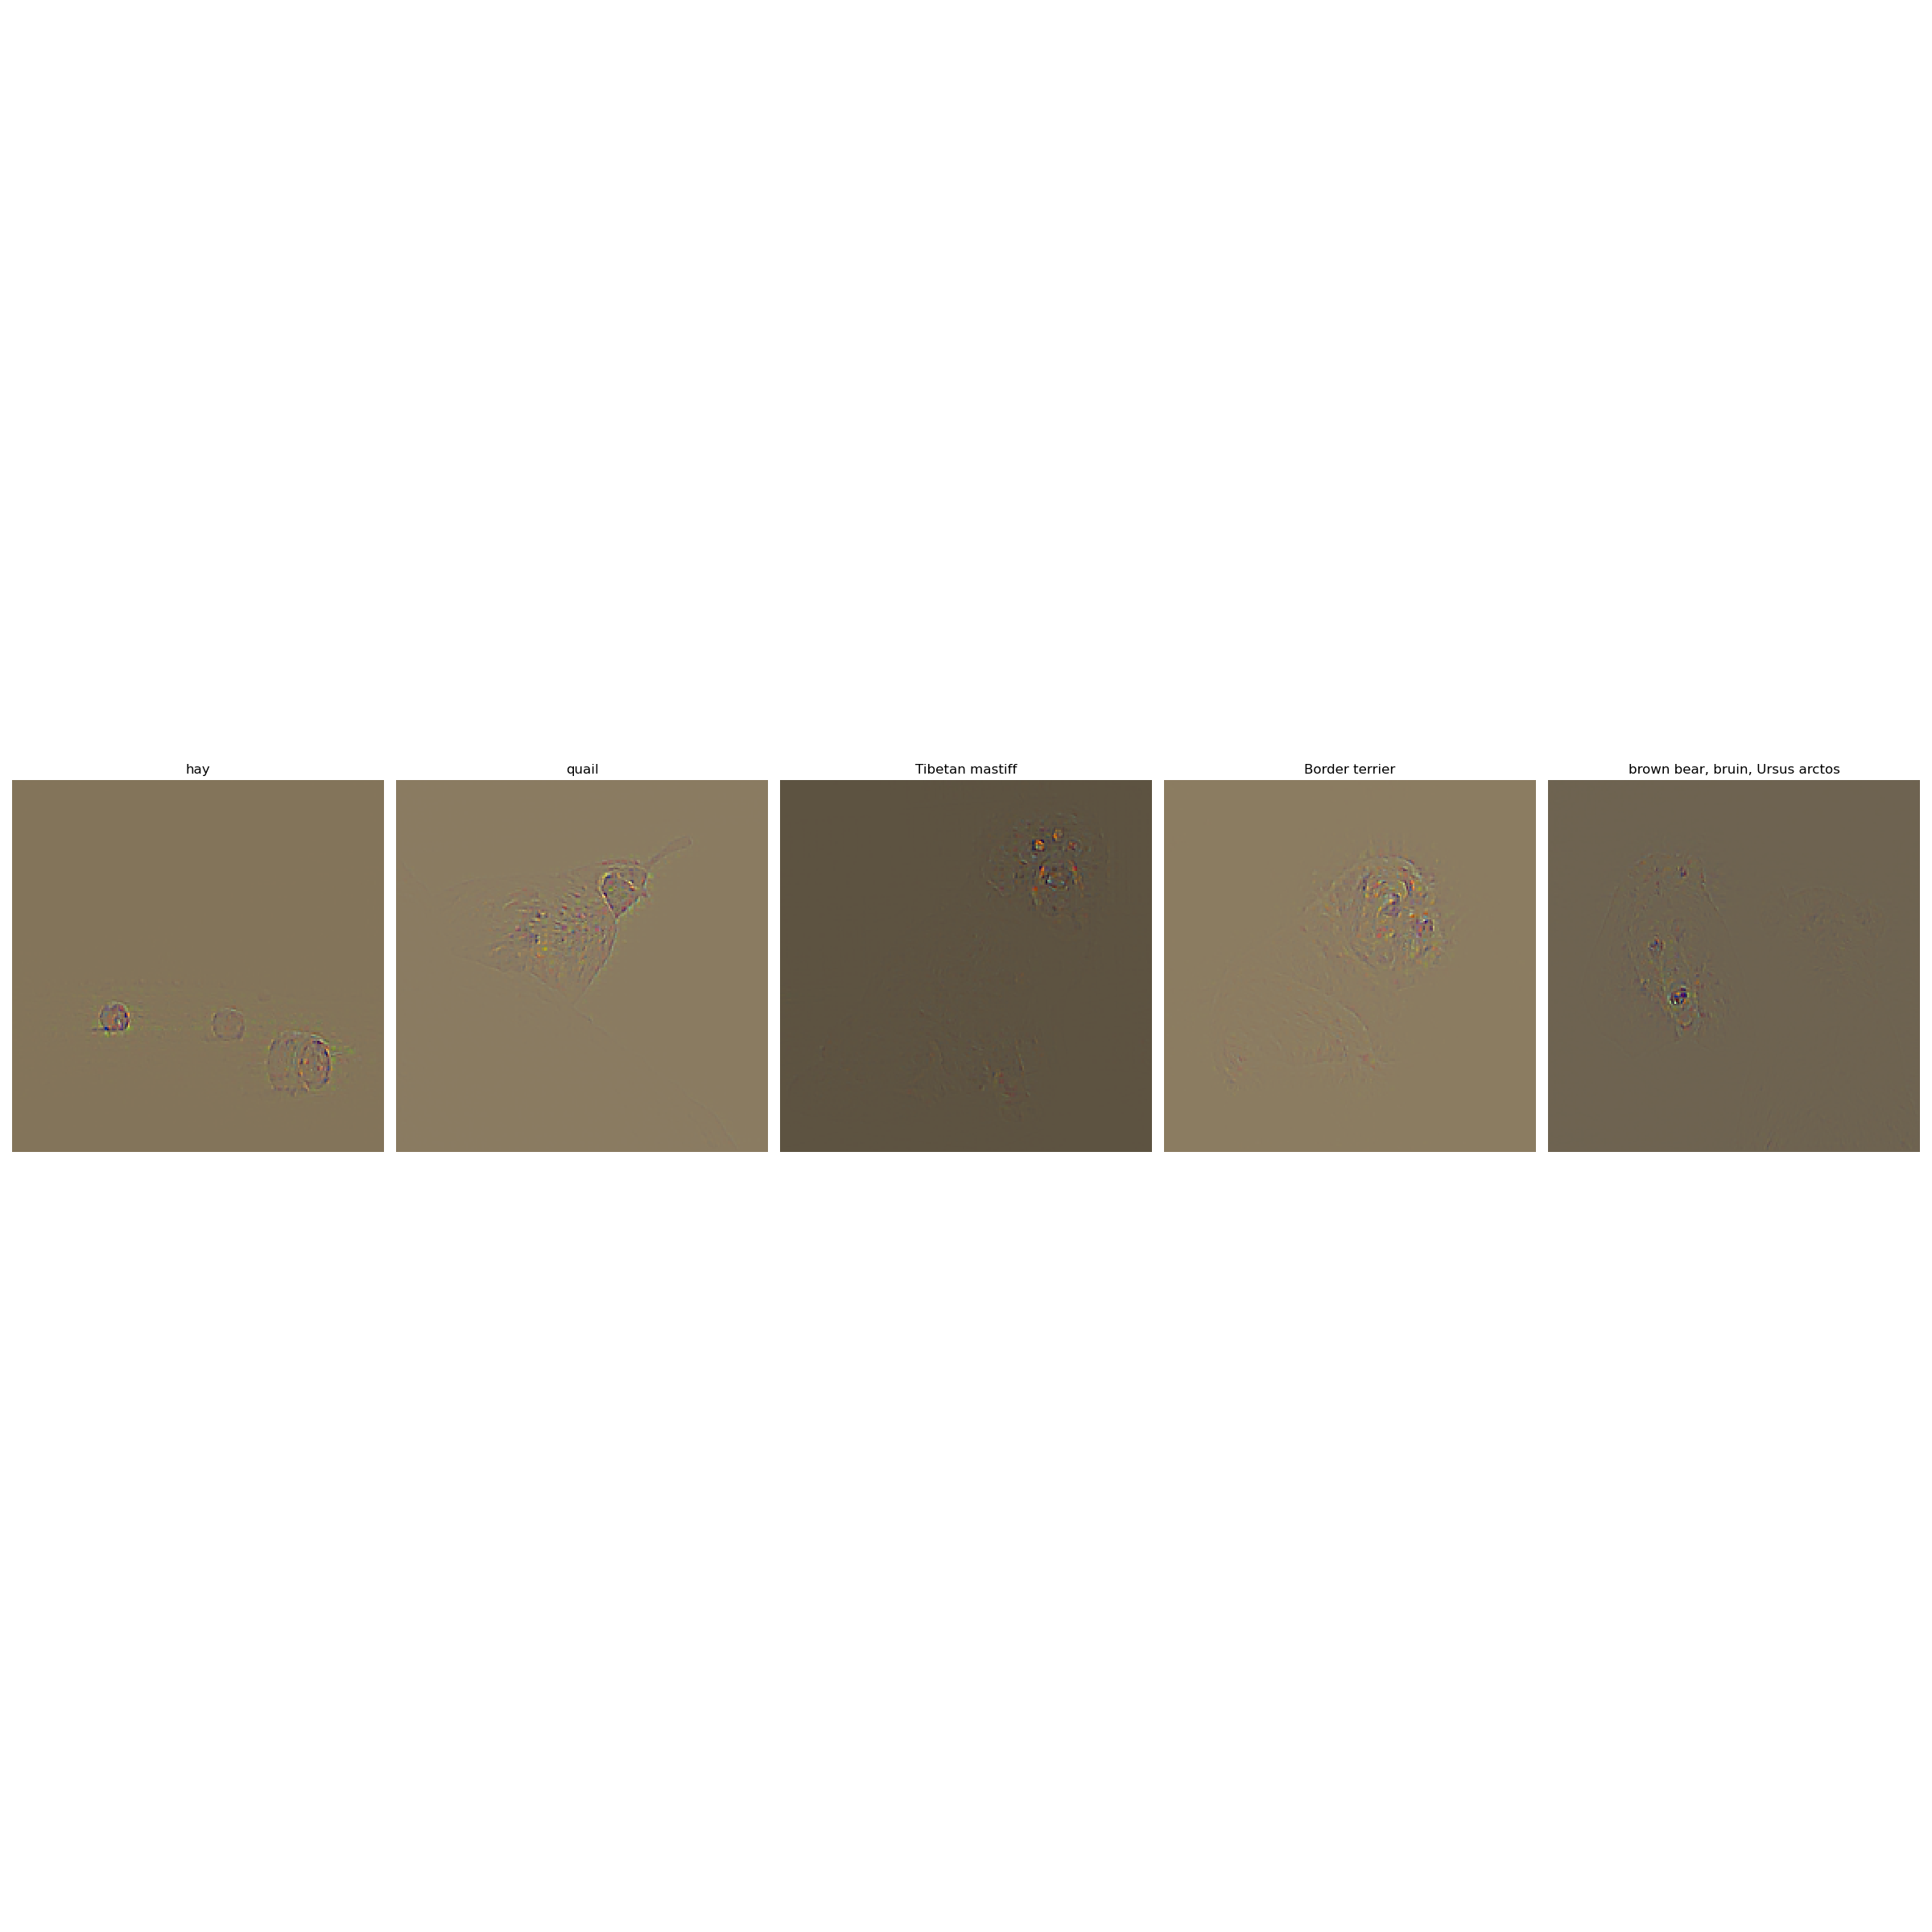 hay
quail
Tibetan mastiff
Border terrier
brown bear, bruin, Ursus arctos